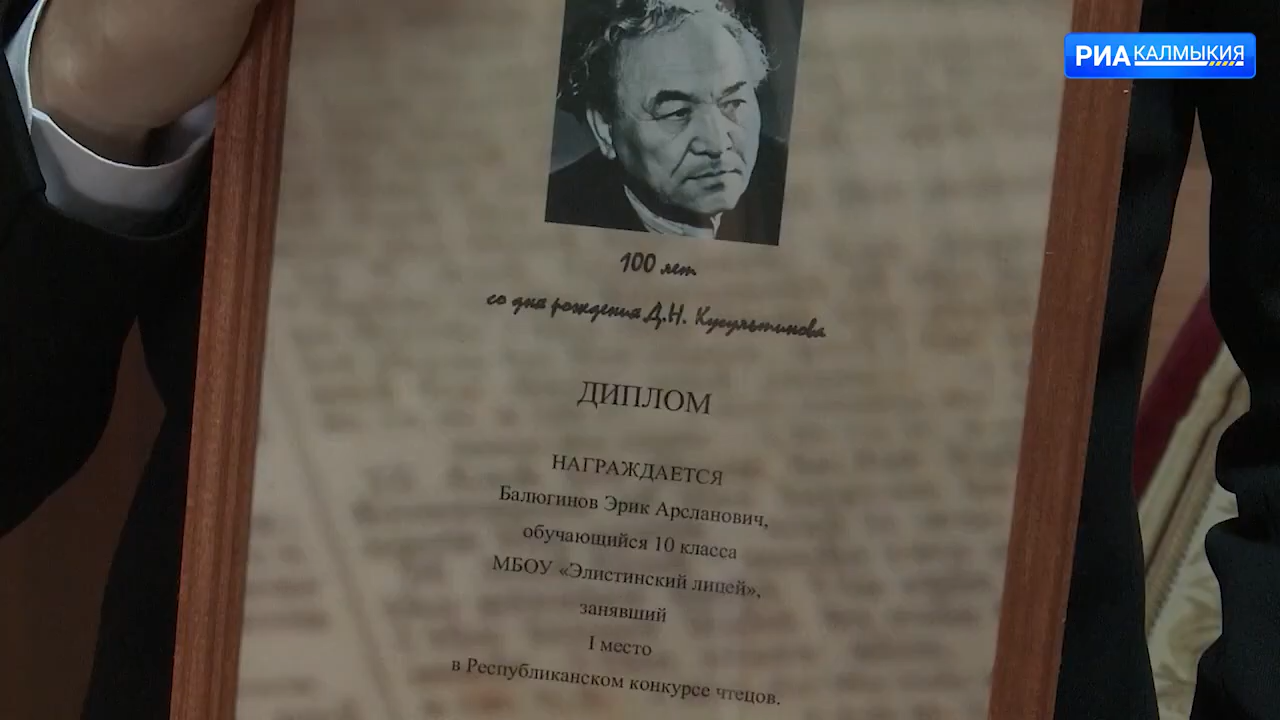 РИА КАЛМЫКИЯ
100 лет
со дня рождения Д.Н. Кугультинова
ДИПЛОМ
НАГРАЖДАЕТСЯ
Балюгинов Эрик Арсланович,
обучающийся 10 класса
МБОУ «Элистинский лицей»,
занявший
I место
в Республиканском конкурсе чтецов.